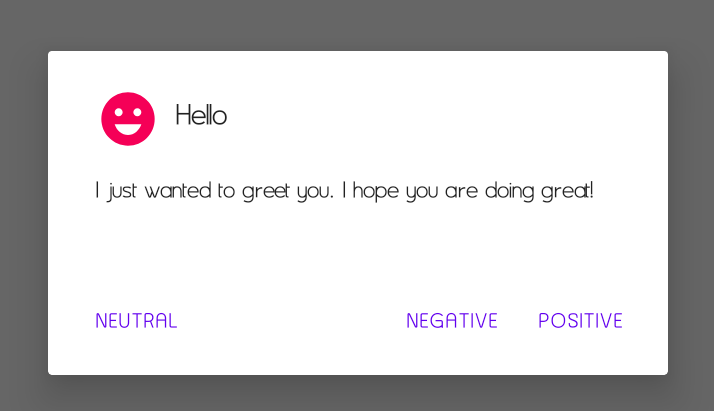 Hello
I just wanted to greet you. I hope you are doing great!
NEUTRAL NEGATIVE POSITIVE